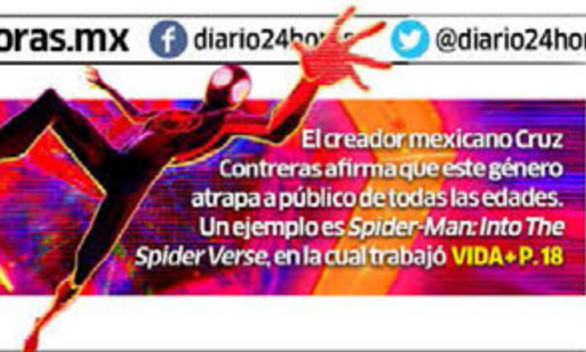 oras.mx diario24horas @diario24hor
El creador mexicano Cruz
Contreras afirma que este género
atrapa a público de todas las edades.
Un ejemplo es Spider-Man: Into The
Spider Verse, en la cual trabajó VIDA+ P. 18